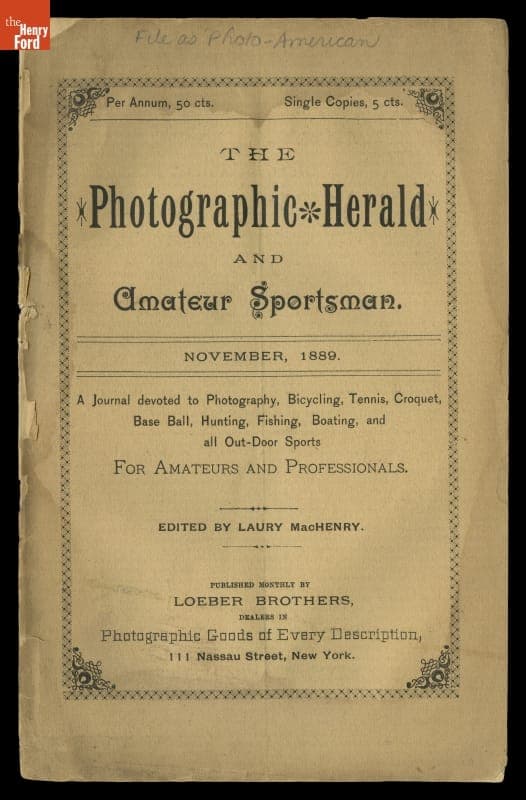 the
Henry
Ford
File as Photo-American
Per Annum, 50 cts. Single Copies, 5 cts.
THE
Photographic Herald
AND
Amateur Sportsman.
NOVEMBER, 1889.
A Journal devoted to Photography, Bicycling, Tennis, Croquet,
Base Ball, Hunting, Fishing, Boating, and
all Out-Door Sports
FOR AMATEURS AND PROFESSIONALS.
EDITED BY LAURY MACHENRY.
PUBLISHED MONTHLY BY
LOEBER BROTHERS,
DEALERS IN
Photographic Goods of Every Description,
111 Nassau Street, New York.